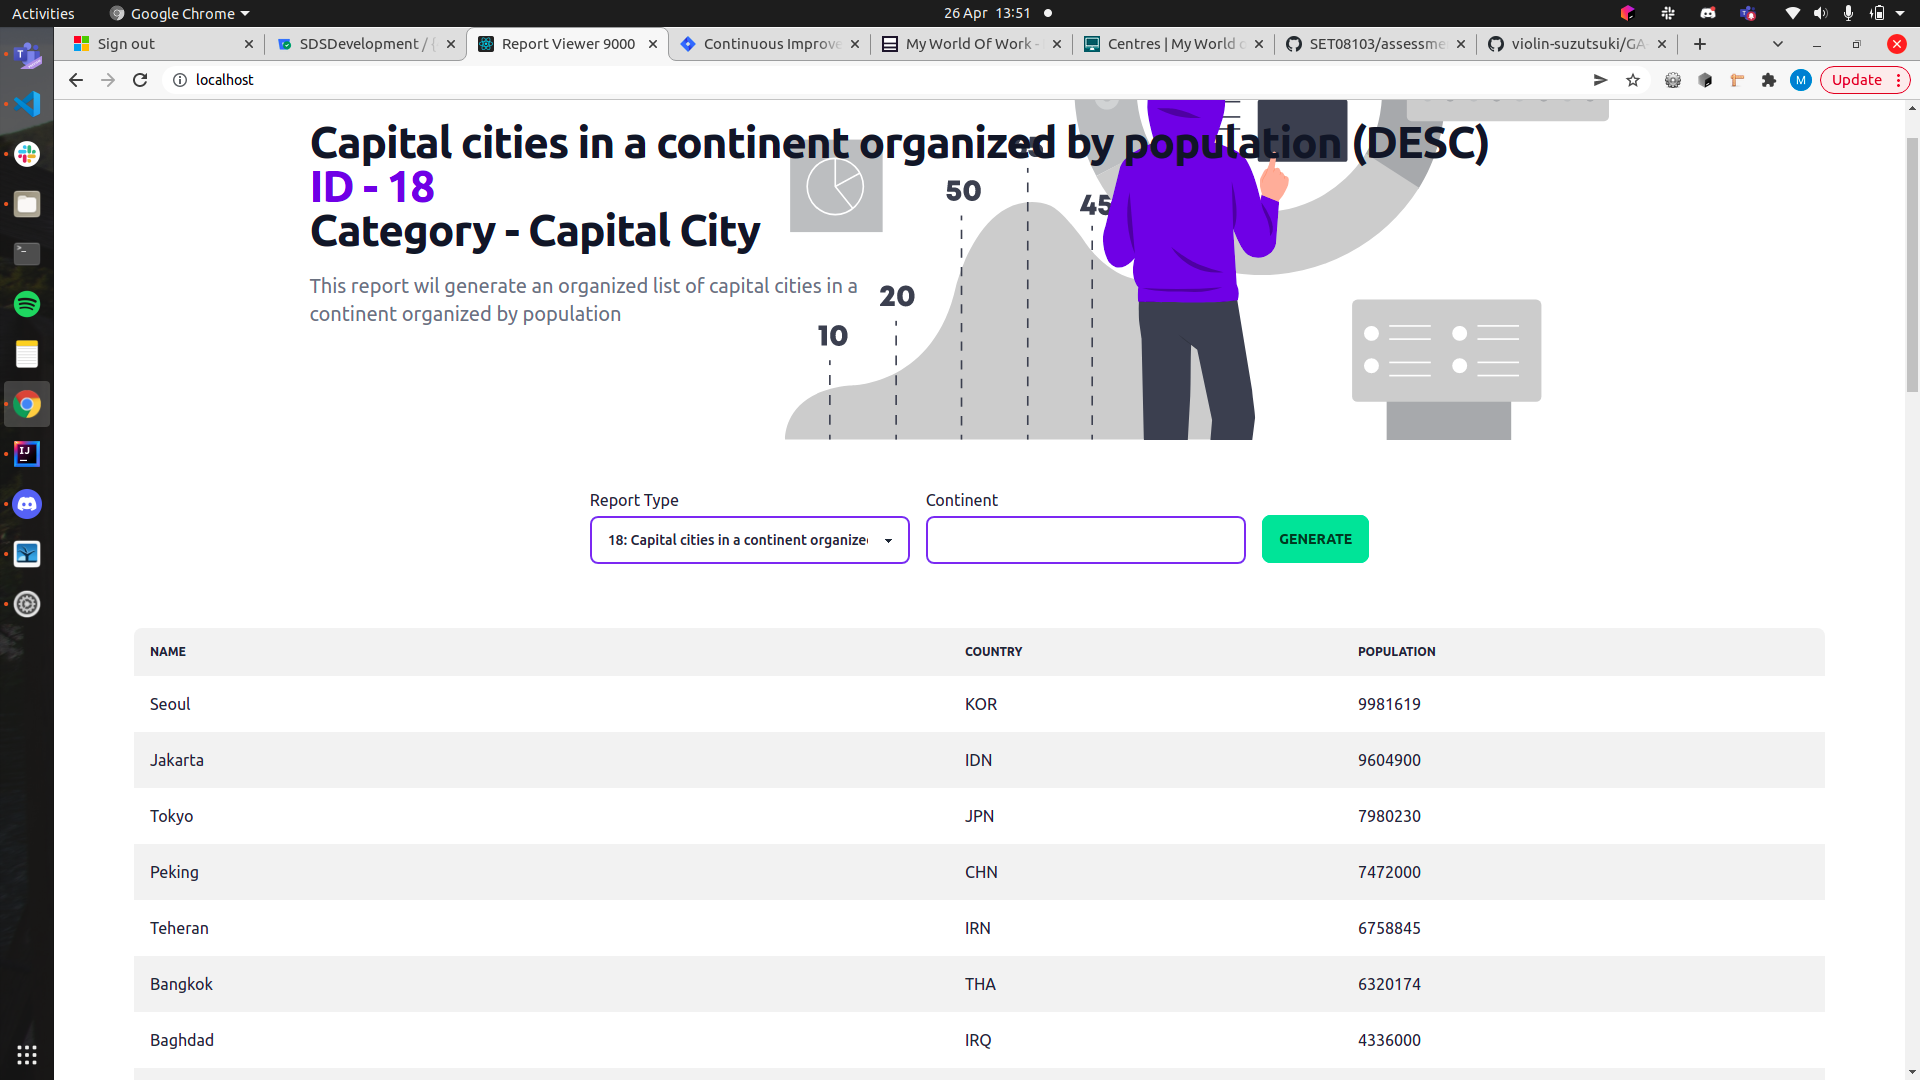 Activities
Google Chrome
26 Apr 13:51
Sign out
SDSDevelopment / {
Report Viewer 9000
Continuous Improve
My World Of Work -
Centres | My World o
SET08103/assessme
violin-suzutsuki/GA
localhost
M
Update
Capital cities in a continent organized by population (DESC)
ID - 18
Category - Capital City
This report wil generate an organized list of capital cities in a
continent organized by population
10
20
50
45
Report Type
Continent
18: Capital cities in a continent organize
GENERATE
NAME COUNTRY POPULATION
Seoul KOR 9981619
Jakarta IDN 9604900
Tokyo JPN 7980230
Peking CHN 7472000
Teheran IRN 6758845
Bangkok THA 6320174
Baghdad IRQ 4336000